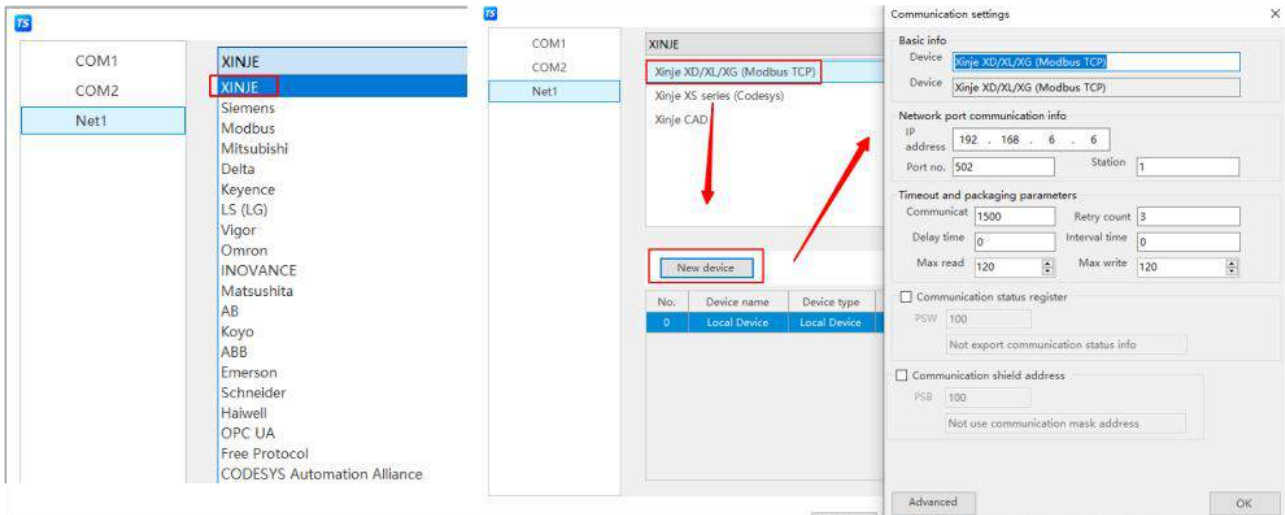 TS
COM1
COM2
Net1
XINJE
XINJE
Siemens
Modbus
Mitsubishi
Delta
Keyence
LS (LG)
Vigor
Omron
INOVANCE
Matsushita
AB
Koyo
ABB
Emerson
Schneider
Haiwell
OPC UA
Free Protocol
CODESYS Automation Alliance
TS
COM1
COM2
Net1
XINJE
Xinje XD/XL/XG (Modbus TCP)
Xinje XS series (Codesys)
Xinje CAD
New device
No. Device name Device type
0 Local Device Local Device
Communication settings
Basic info
Device Xinje XD/XL/XG (Modbus TCP)
Device Xinje XD/XL/XG (Modbus TCP)
Network port communication info
IP address 192 . 168 . 6 . 6
Port no. 502 Station 1
Timeout and packaging parameters
Communicat 1500 Retry count 3
Delay time 0 Interval time 0
Max read 120 Max write 120
Communication status register
PSW 100
Not export communication status info
Communication shield address
PSB 100
Not use communication mask address
Advanced OK